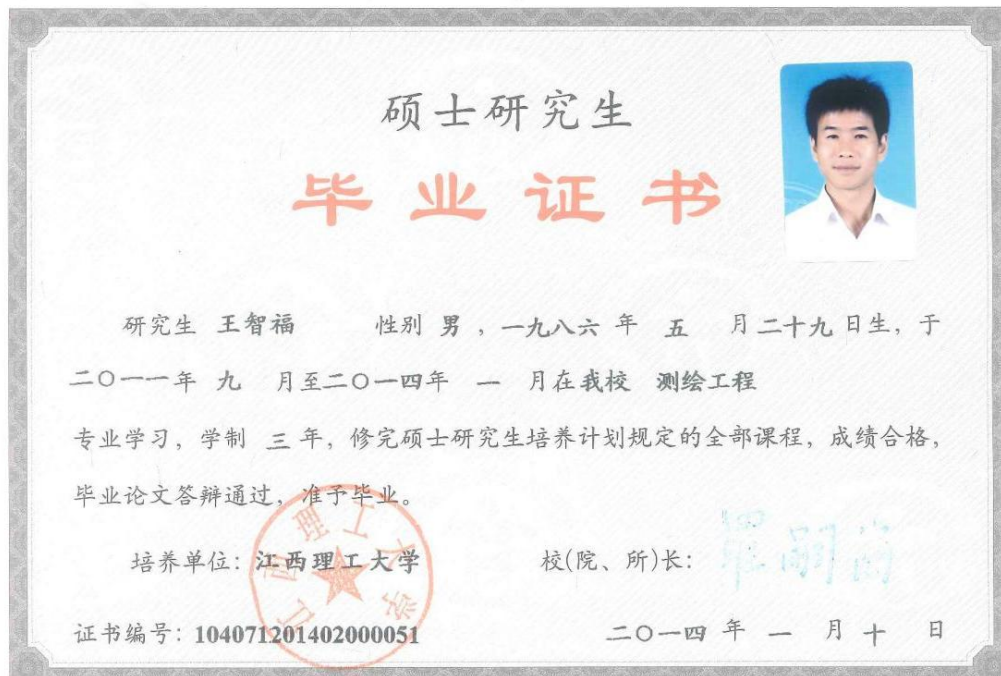 硕士研究生
毕业证书
研究生 王智福 性别 男 ，一九八六 年 五 月二十九日生，于
二〇一一年 九 月至二〇一四年 一 月在我校 测绘工程
专业学习，学制 三 年，修完硕士研究生培养计划规定的全部课程，成绩合格，
毕业论文答辩通过，准予毕业。
江西理工大学
培养单位：江西理工大学 校(院、所)长：
证书编号：104071201402000051 二〇一四 年 一 月 十 日